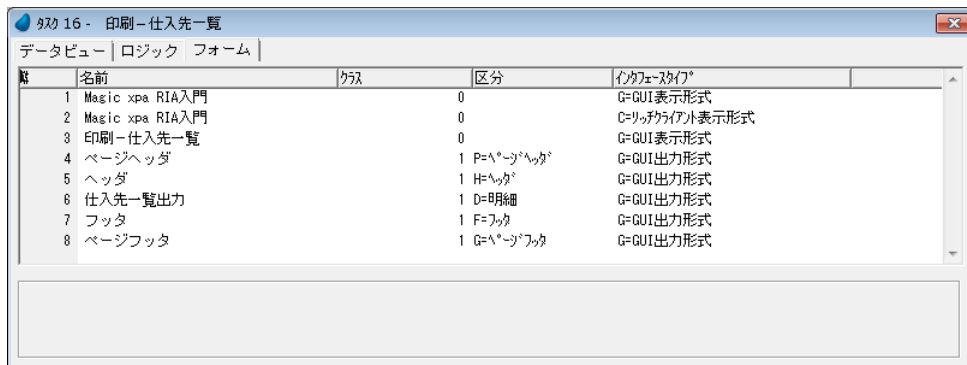 ﾀｽｸ 16 - 印刷－仕入先一覧
データビュー ロジック フォーム
名前 ｸﾗｽ 区分 ｲﾝﾀﾌｪｰｽﾀｲﾌﾟ
1 Magic xpa RIA入門 0 G=GUI表示形式
2 Magic xpa RIA入門 0 C=ﾘｯﾁｸﾗｲｱﾝﾄ表示形式
3 印刷－仕入先一覧 0 G=GUI表示形式
4 ページヘッダ 1 P=ﾍﾟｰｼﾞﾍｯﾀﾞ G=GUI出力形式
5 ヘッダ 1 H=ﾍｯﾀﾞ G=GUI出力形式
6 仕入先一覧出力 1 D=明細 G=GUI出力形式
7 フッタ 1 F=ﾌｯﾀ G=GUI出力形式
8 ページフッタ 1 G=ﾍﾟｰｼﾞﾌｯﾀ G=GUI出力形式